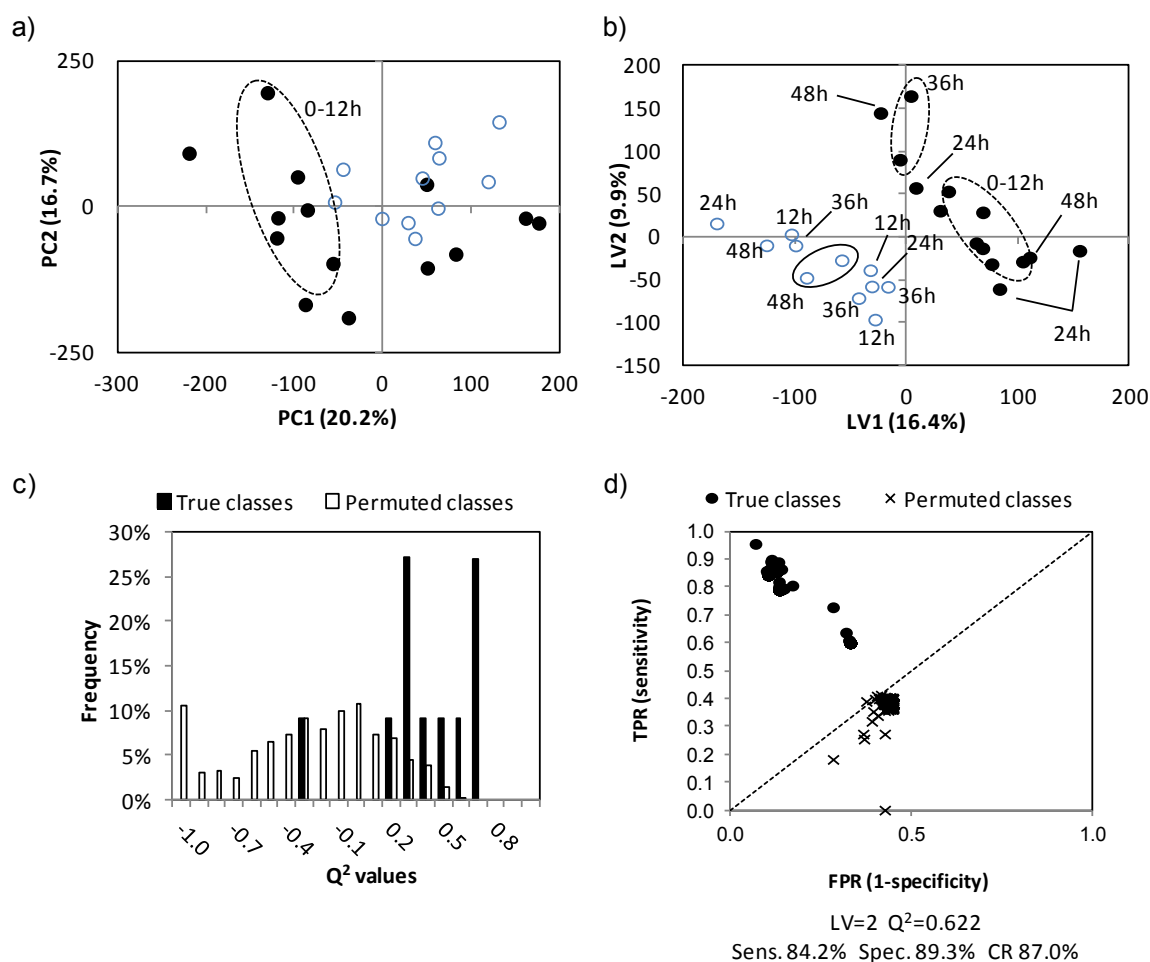 a)
250
0
-250
-300
-200
-100
0
100
200
PC2 (16.7%)
PC1 (20.2%)
0-12h
b)
200
150
100
50
0
-50
-100
-150
-200
-100
0
100
200
LV2 (9.9%)
LV1 (16.4%)
48h
36h
24h
0-12h
48h
24h
24h
12h
36h
48h
12h
24h
48h
36h
36h
12h
c)
True classes
Permuted classes
30%
25%
20%
15%
10%
5%
0%
Frequency
-1.0
-0.7
-0.4
-0.1
0.2
0.5
0.8
Q² values
d)
True classes
Permuted classes
1.0
0.9
0.8
0.7
0.6
0.5
0.4
0.3
0.2
0.1
0.0
TPR (sensitivity)
0.0
0.5
1.0
FPR (1-specificity)
LV=2 Q²=0.622
Sens. 84.2% Spec. 89.3% CR 87.0%